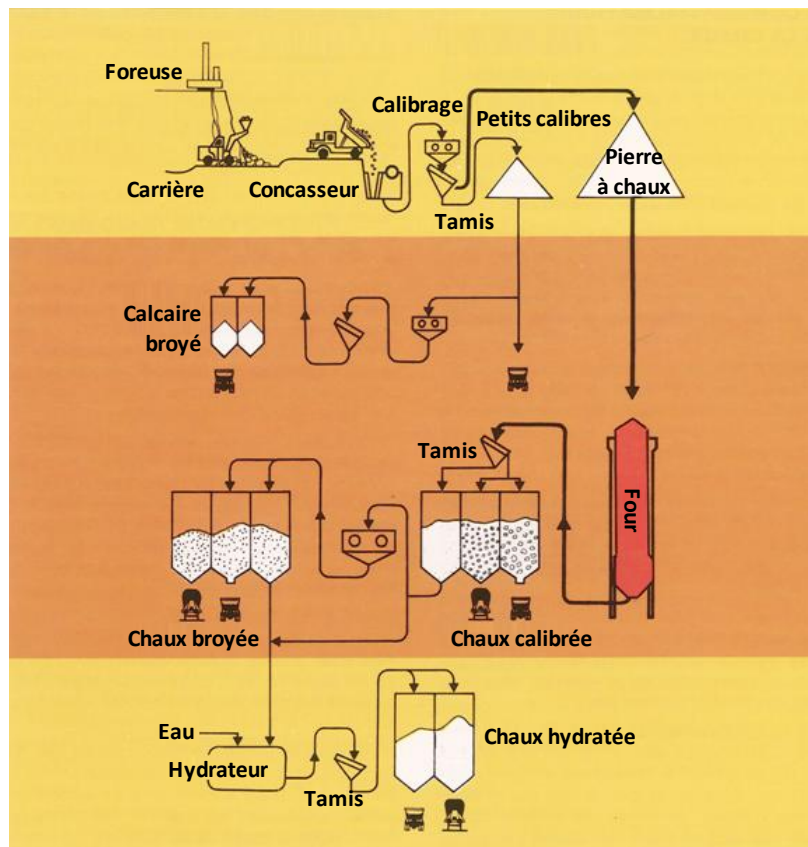 Foreuse
Calibrage
Petits calibres
Pierre
à chaux
Carrière
Concasseur
Tamis
Calcaire
broyé
Tamis
Four
Chaux broyée
Chaux calibrée
Eau
Hydrateur
Tamis
Chaux hydratée